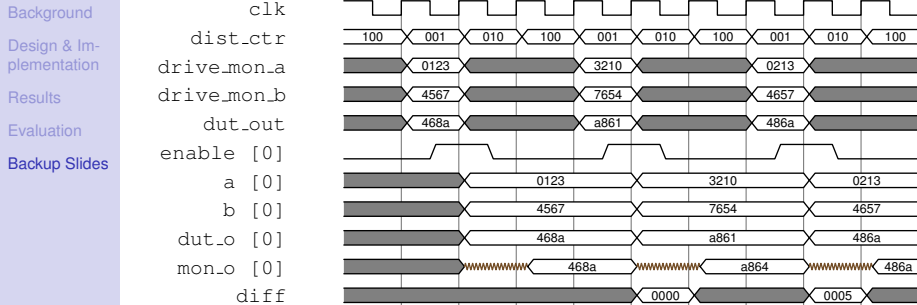 Background
Design & Im-
plementation
Results
Evaluation
Backup Slides
clk
dist_ctr 100 001 010 100 001 010 100 001 010 100
drive_mon_a 0123 3210 0213
drive_mon_b 4567 7654 4657
dut_out 468a a861 486a
enable [0]
a [0] 0123 3210 0213
b [0] 4567 7654 4657
dut_o [0] 468a a861 486a
mon_o [0] 468a a864 486a
diff 0000 0005